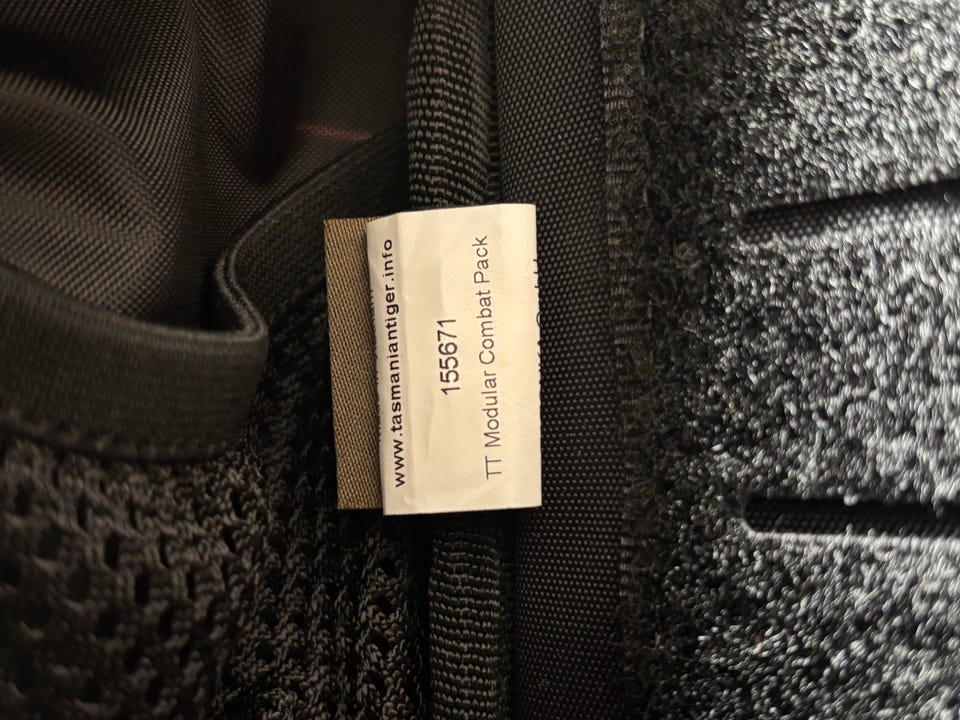 www.tasmaniantiger.info
155671
TT Modular Combat Pack